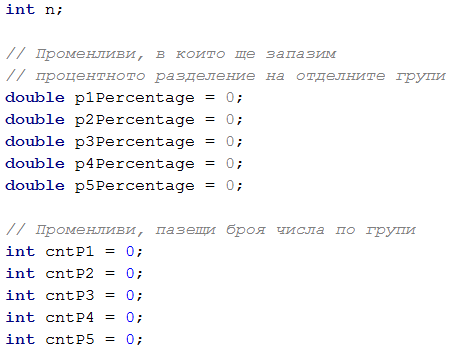 int n;
// Променливи, в които ще запазим
// процентното разделение на отделните групи
double p1Percentage = 0;
double p2Percentage = 0;
double p3Percentage = 0;
double p4Percentage = 0;
double p5Percentage = 0;
// Променливи, пазещи броя числа по групи
int cntP1 = 0;
int cntP2 = 0;
int cntP3 = 0;
int cntP4 = 0;
int cntP5 = 0;